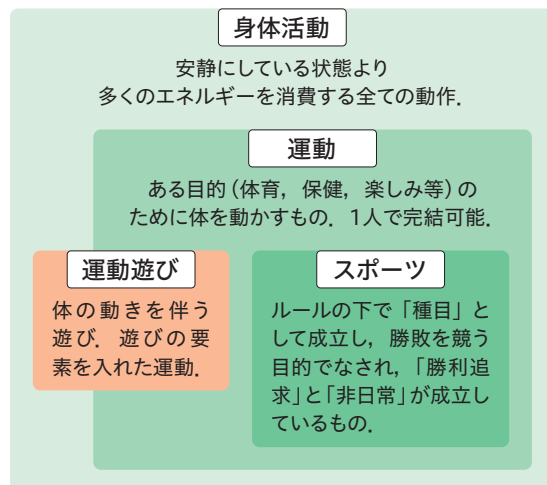 身体活動
安静にしている状態より
多くのエネルギーを消費する全ての動作．
運動
ある目的（体育，保健，楽しみ等）の
ために体を動かすもの．1人で完結可能．
運動遊び
体の動きを伴う
遊び．遊びの要
素を入れた運動．
スポーツ
ルールの下で「種目」と
して成立し，勝敗を競う
目的でなされ，「勝利追
求」と「非日常」が成立し
ているもの．